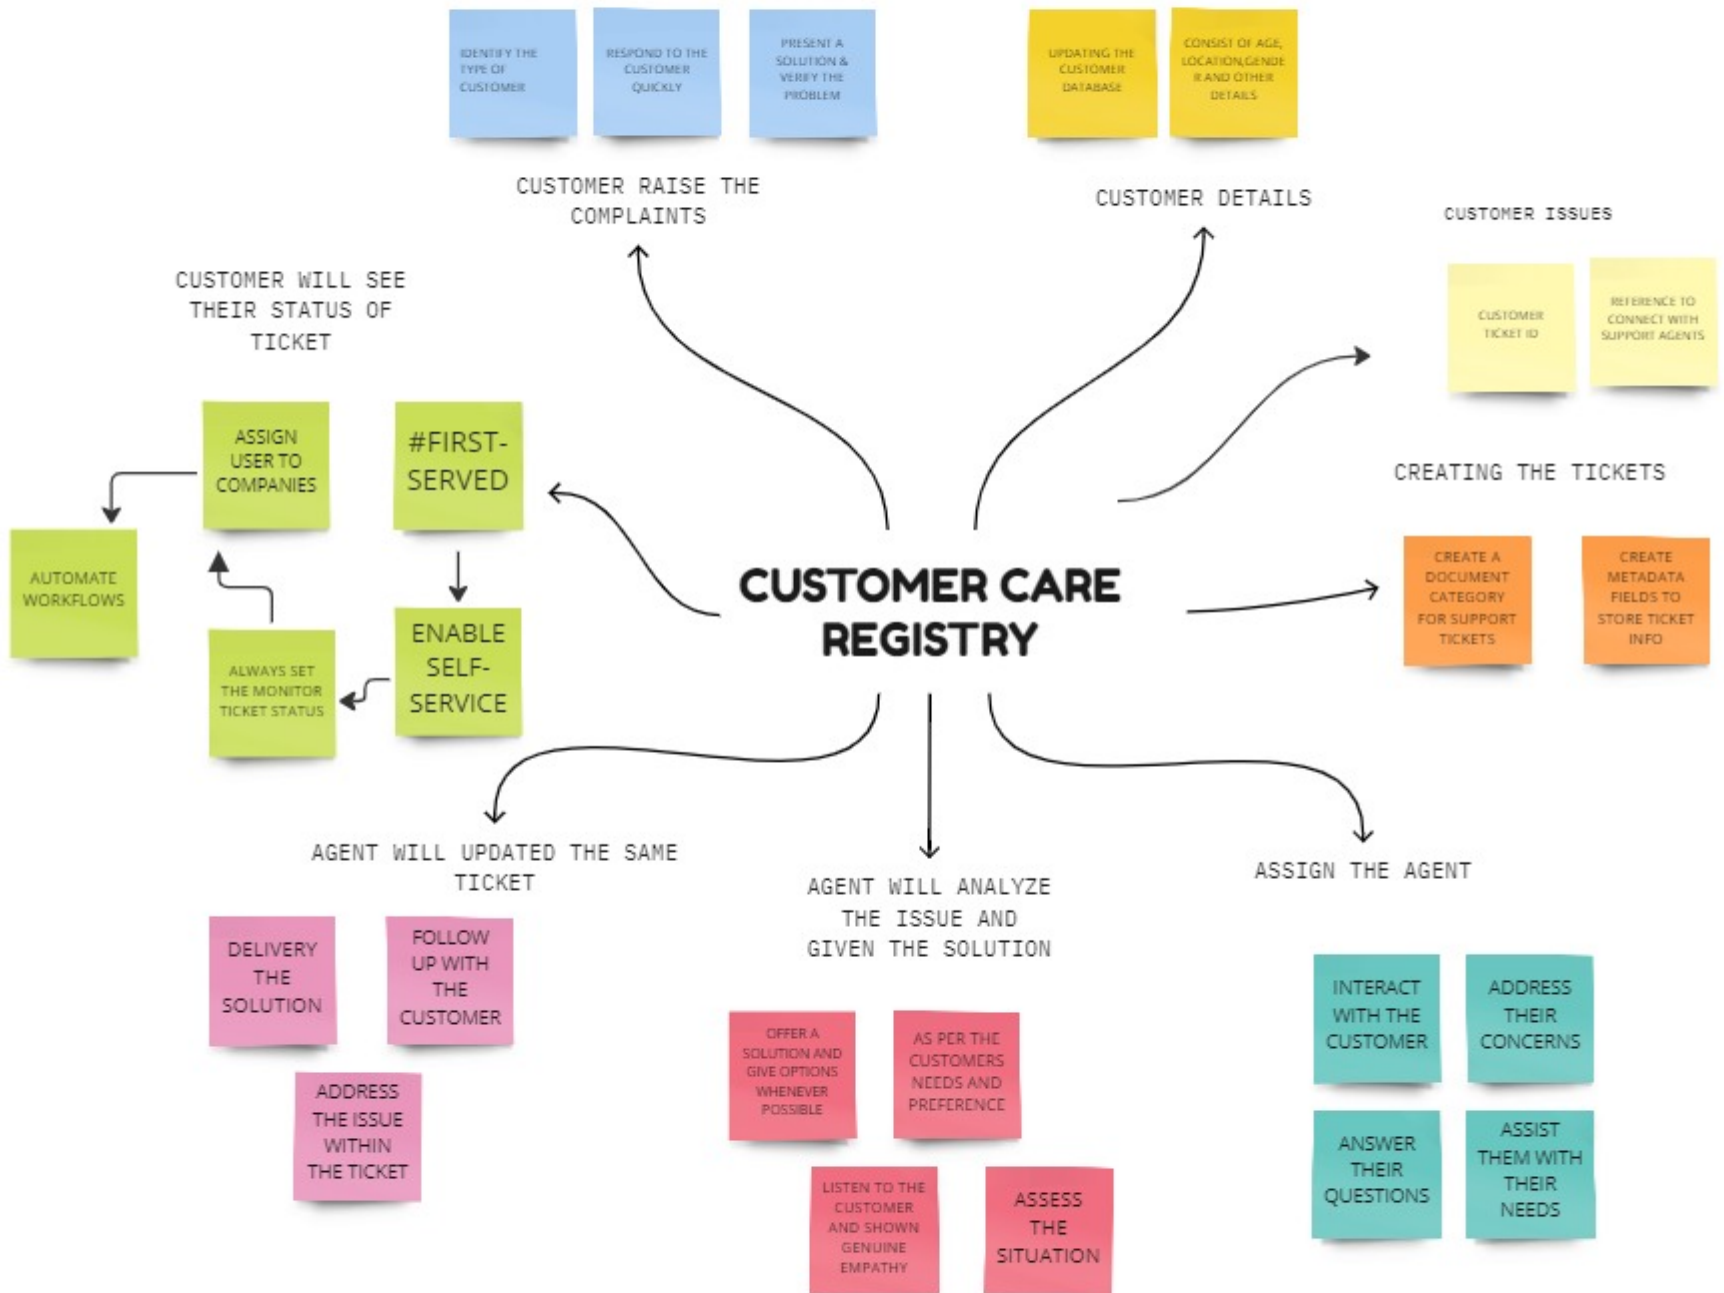 IDENTIFY THE
TYPE OF
CUSTOMER
RESPOND TO THE
CUSTOMER
QUICKLY
PRESENT A
SOLUTION &
VERIFY THE
PROBLEM
UPDATING THE
CUSTOMER
DATABASE
CONSIST OF AGE,
LOCATION,GENDE
R AND OTHER
DETAILS
CUSTOMER RAISE THE
COMPLAINTS
CUSTOMER DETAILS
CUSTOMER ISSUES
CUSTOMER
TICKET ID
REFERENCE TO
CONNECT WITH
SUPPORT AGENTS
CUSTOMER WILL SEE
THEIR STATUS OF
TICKET
ASSIGN
USER TO
COMPANIES
#FIRST-
SERVED
AUTOMATE
WORKFLOWS
ALWAYS SET
THE MONITOR
TICKET STATUS
ENABLE
SELF-
SERVICE
CUSTOMER CARE
REGISTRY
CREATING THE TICKETS
CREATE A
DOCUMENT
CATEGORY
FOR SUPPORT
TICKETS
CREATE
METADATA
FIELDS TO
STORE TICKET
INFO
AGENT WILL UPDATED THE SAME
TICKET
DELIVERY
THE
SOLUTION
FOLLOW
UP WITH
THE
CUSTOMER
ADDRESS
THE ISSUE
WITHIN
THE TICKET
AGENT WILL ANALYZE
THE ISSUE AND
GIVEN THE SOLUTION
OFFER A
SOLUTION AND
GIVE OPTIONS
WHENEVER
POSSIBLE
AS PER THE
CUSTOMERS
NEEDS AND
PREFERENCE
LISTEN TO THE
CUSTOMER
AND SHOWN
GENUINE
EMPATHY
ASSESS
THE
SITUATION
ASSIGN THE AGENT
INTERACT
WITH THE
CUSTOMER
ADDRESS
THEIR
CONCERNS
ANSWER
THEIR
QUESTIONS
ASSIST
THEM WITH
THEIR
NEEDS